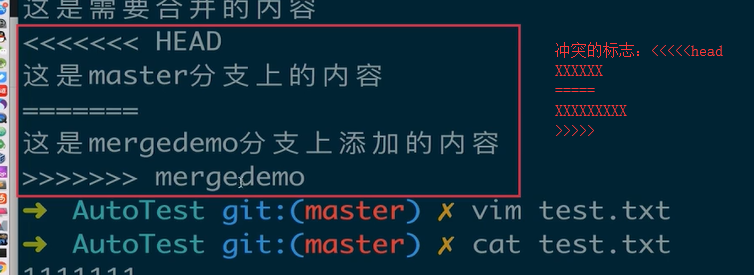 这是需要合并的内容
<<<<<<< HEAD
这是master分支上的内容
=======
这是mergedemo分支上添加的内容
>>>>>>> mergedemo
➜ AutoTest git:(master) ✗ vim test.txt
➜ AutoTest git:(master) ✗ cat test.txt
1111111
冲突的标志：<<<<<head
XXXXXX
=====
XXXXXXXXX
>>>>>